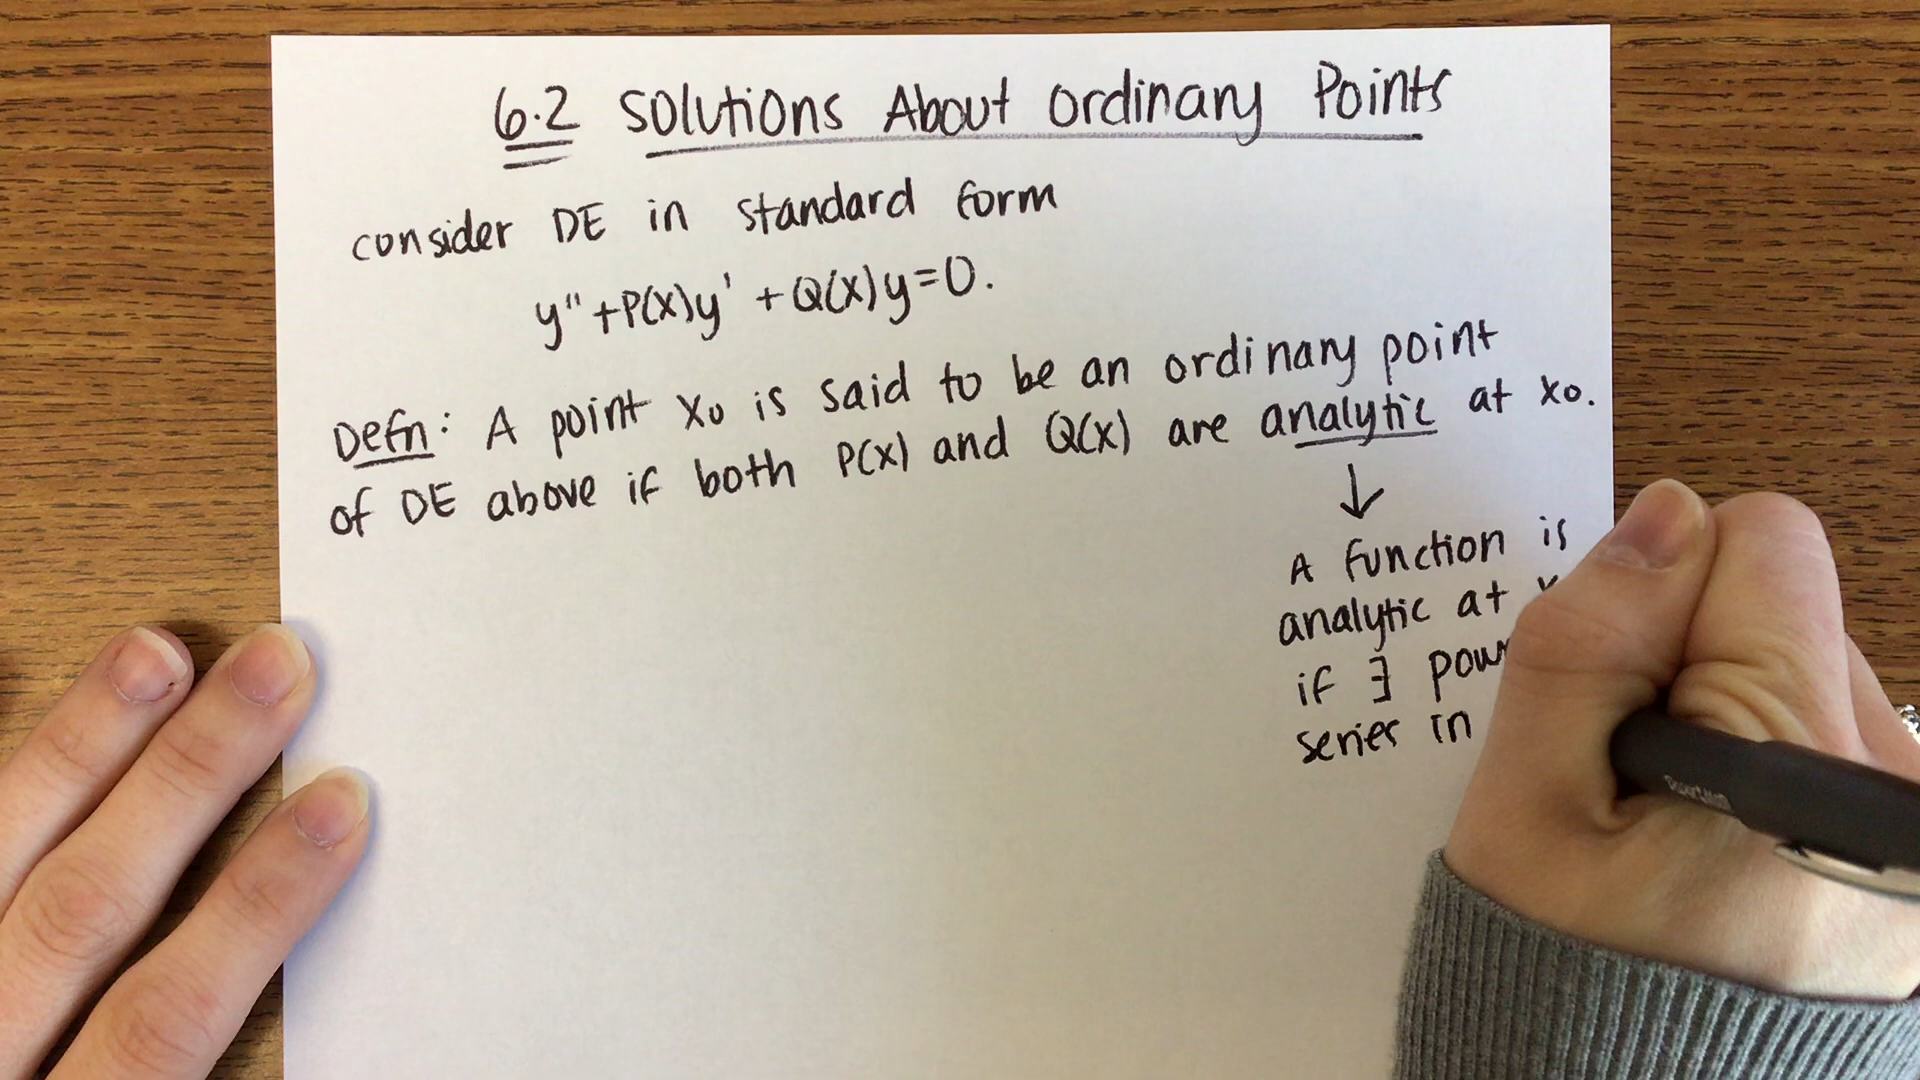 6.2 Solutions About Ordinary Points
consider DE in standard form
y" + P(x)y' + Q(x)y = 0.
Defn: A point x₀ is said to be an ordinary point
of DE above if both P(x) and Q(x) are analytic at x₀.
↓
A function is
analytic at
if ∃
series in